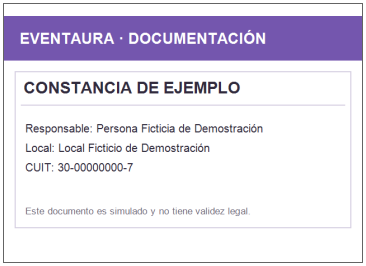 EVENTAURA · DOCUMENTACIÓN
CONSTANCIA DE EJEMPLO
Responsable: Persona Ficticia de Demostración
Local: Local Ficticio de Demostración
CUIT: 30-00000000-7
Este documento es simulado y no tiene validez legal.